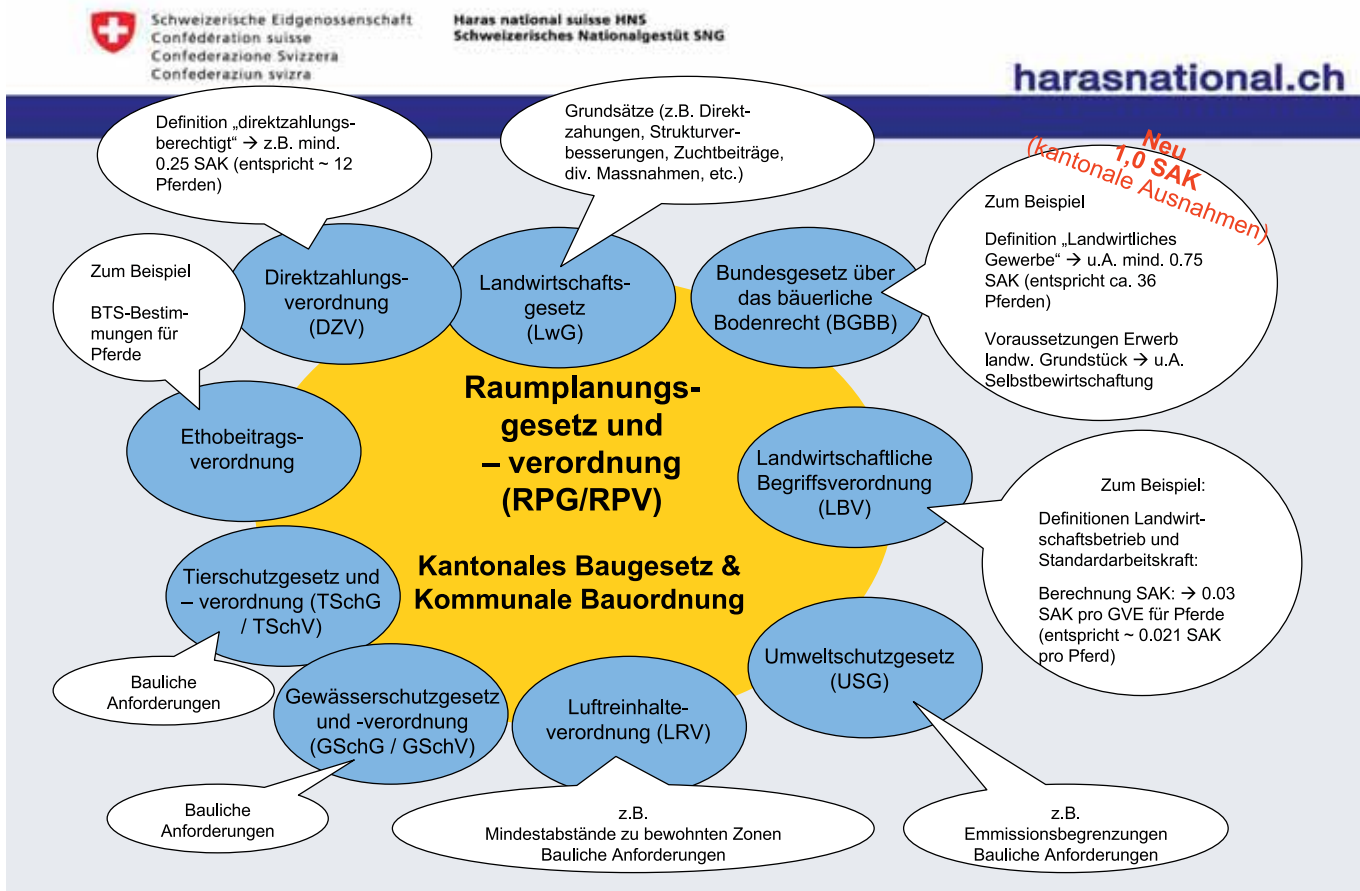 Schweizerische Eidgenossenschaft
Confédération suisse
Confederazione Svizzera
Confederaziun svizra
Haras national suisse HNS
Schweizerisches Nationalgestüt SNG
harasnational.ch
Definition „direktzahlungs-
berechtigt“ → z.B. mind.
0.25 SAK (entspricht ~ 12
Pferden)
Grundsätze (z.B. Direkt-
zahungen, Strukturver-
besserungen, Zuchtbeiträge,
div. Massnahmen, etc.)
Neu
1,0 SAK
(kantonale Ausnahmen)
Zum Beispiel
Definition „Landwirtliches
Gewerbe“ → u.A. mind. 0.75
SAK (entspricht ca. 36
Pferden)
Voraussetzungen Erwerb
landw. Grundstück → u.A.
Selbstbewirtschaftung
Zum Beispiel
BTS-Bestim-
mungen für
Pferde
Direktzahlungs-
verordnung
(DZV)
Landwirtschafts-
gesetz
(LwG)
Bundesgesetz über
das bäuerliche
Bodenrecht (BGBB)
Raumplanungs-
gesetz und
– verordnung
(RPG/RPV)
Kantonales Baugesetz &
Kommunale Bauordnung
Ethobeitrags-
verordnung
Landwirtschaftliche
Begriffsverordnung
(LBV)
Zum Beispiel:
Definitionen Landwirt-
schaftsbetrieb und
Standardarbeitskraft:
Berechnung SAK: → 0.03
SAK pro GVE für Pferde
(entspricht ~ 0.021 SAK
pro Pferd)
Tierschutzgesetz und
– verordnung (TSchG
/ TSchV)
Umweltschutzgesetz
(USG)
Bauliche
Anforderungen
Gewässerschutzgesetz
und -verordnung
(GSchG / GSchV)
Luftreinhalte-
verordnung (LRV)
Bauliche
Anforderungen
z.B.
Mindestabstände zu bewohnten Zonen
Bauliche Anforderungen
z.B.
Emmissionsbegrenzungen
Bauliche Anforderungen